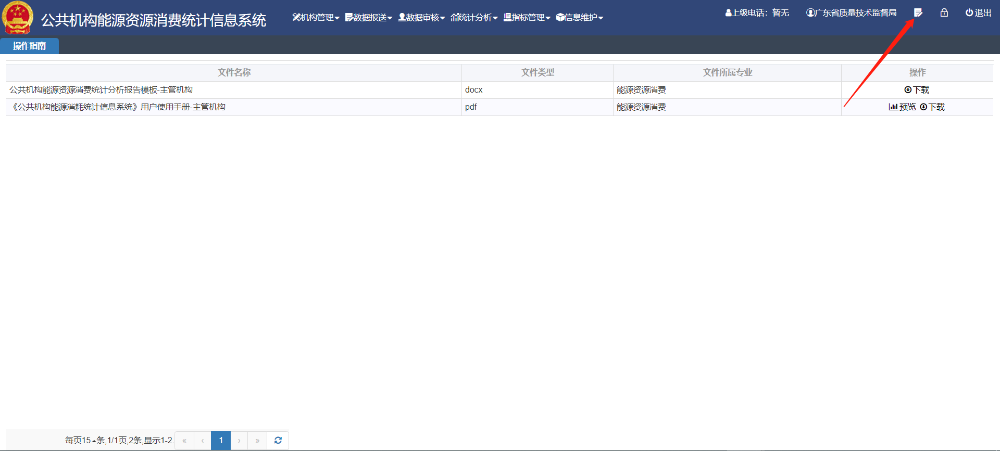 公共机构能源资源消费统计信息系统
机构管理 数据报送 数据审核 统计分析 指标管理 信息维护
上级电话：暂无 广东省质量技术监督局 退出
操作指南
文件名称 文件类型 文件所属专业 操作
公共机构能源资源消费统计分析报告模板-主管机构 docx 能源资源消费 下载
《公共机构能源消耗统计信息系统》用户使用手册-主管机构 pdf 能源资源消费 预览 下载
每页15条,1/1页,2条,显示1-2. « ‹ 1 › »